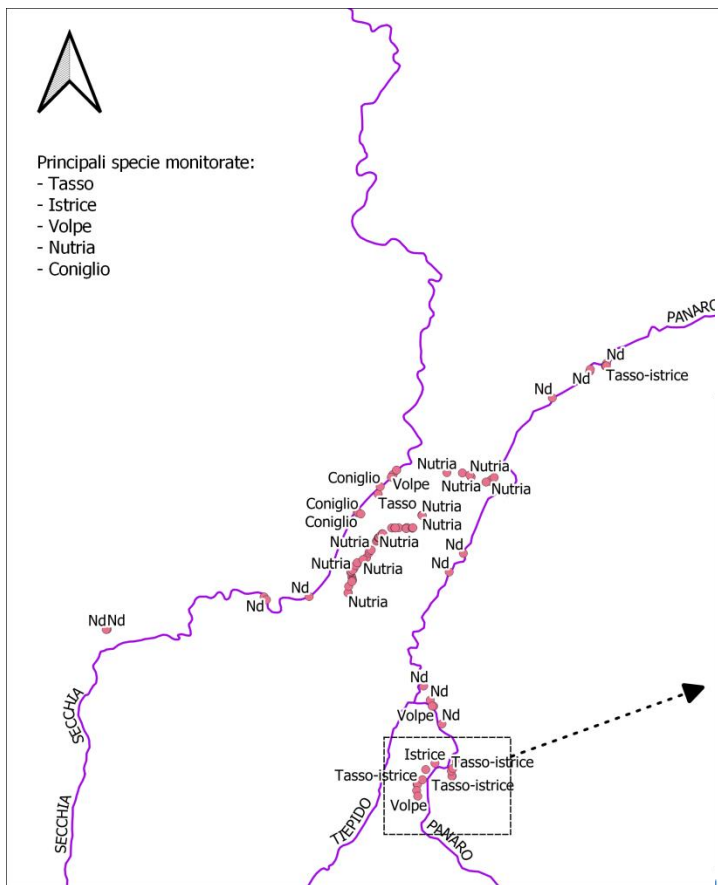 Principali specie monitorate:
- Tasso
- Istrice
- Volpe
- Nutria
- Coniglio
PANARO
Nd
Nd
Tasso-istrice
Nd
Nutria
Nutria
Coniglio
Volpe
Nutria
Nutria
Coniglio
Tasso
Nutria
Coniglio
Nutria
Nutria
Nutria
Nd
Nutria
Nutria
Nd
Nd
Nd
Nutria
NdNd
Nd
Nd
SECCHIA
Volpe
Nd
Istrice
Tasso-istrice
Tasso-istrice
Tasso-istrice
Volpe
TIEPIDO
PANARO
SECCHIA